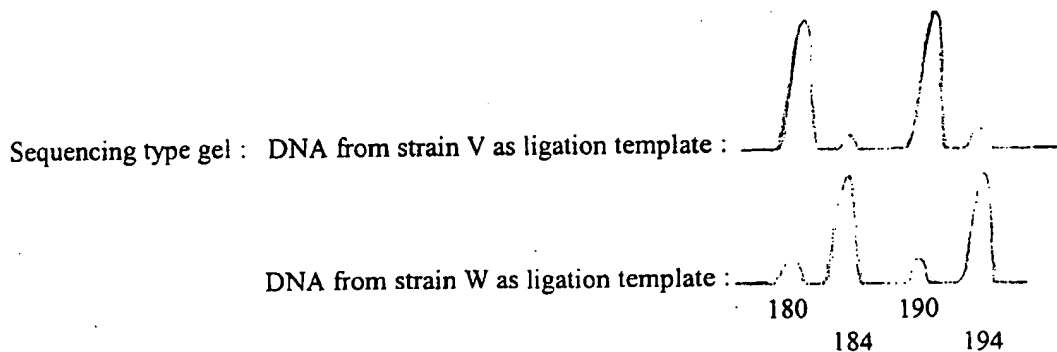 Sequencing type gel : DNA from strain V as ligation template :
DNA from strain W as ligation template :
180 190
184 194